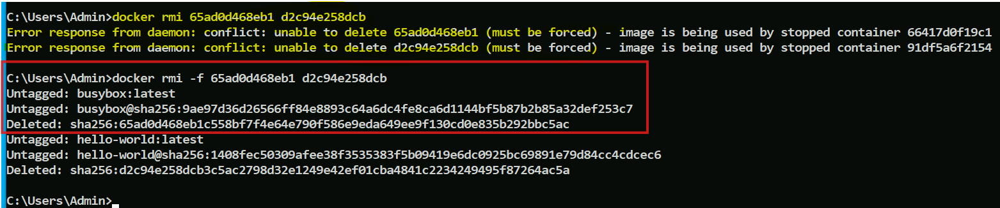 C:\Users\Admin>docker rmi 65ad0d468eb1 d2c94e258dcb
Error response from daemon: conflict: unable to delete 65ad0d468eb1 (must be forced) - image is being used by stopped container 66417d0f19c1
Error response from daemon: conflict: unable to delete d2c94e258dcb (must be forced) - image is being used by stopped container 91df5a6f2154
C:\Users\Admin>docker rmi -f 65ad0d468eb1 d2c94e258dcb
Untagged: busybox:latest
Untagged: busybox@sha256:9ae97d36d26566ff84e8893c64a6dc4fe8ca6d1144bf5b87b2b85a32def253c7
Deleted: sha256:65ad0d468eb1c558bf7f4e64e790f586e9eda649ee9f130cd0e835b292bbc5ac
Untagged: hello-world:latest
Untagged: hello-world@sha256:1408fec50309afee38f3535383f5b09419e6dc0925bc69891e79d84cc4cdcec6
Deleted: sha256:d2c94e258dcb3c5ac2798d32e1249e42ef01cba4841c2234249495f87264ac5a
C:\Users\Admin>